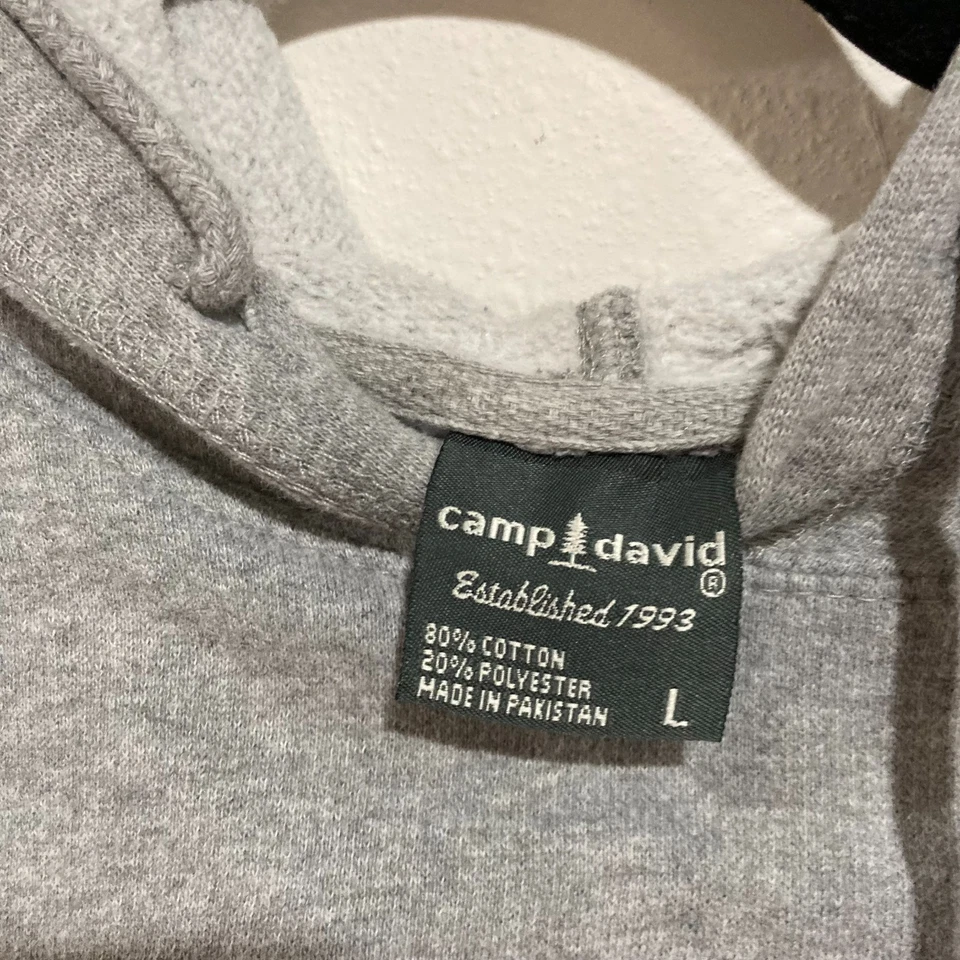 camp david®
Established 1993
80% COTTON
20% POLYESTER
MADE IN PAKISTAN
L